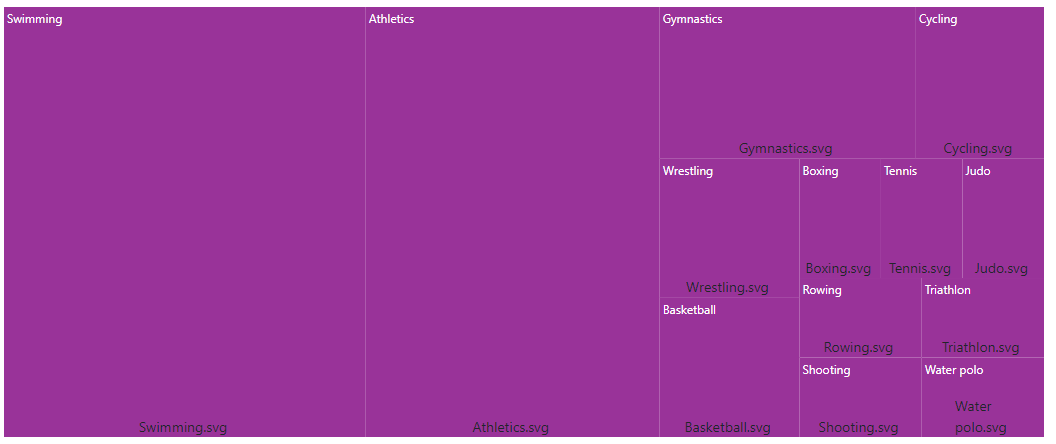 Swimming
Swimming.svg
Athletics
Athletics.svg
Gymnastics
Gymnastics.svg
Cycling
Cycling.svg
Wrestling
Wrestling.svg
Basketball
Basketball.svg
Boxing
Boxing.svg
Tennis
Tennis.svg
Judo
Judo.svg
Rowing
Rowing.svg
Triathlon
Triathlon.svg
Shooting
Shooting.svg
Water polo
Water
polo.svg